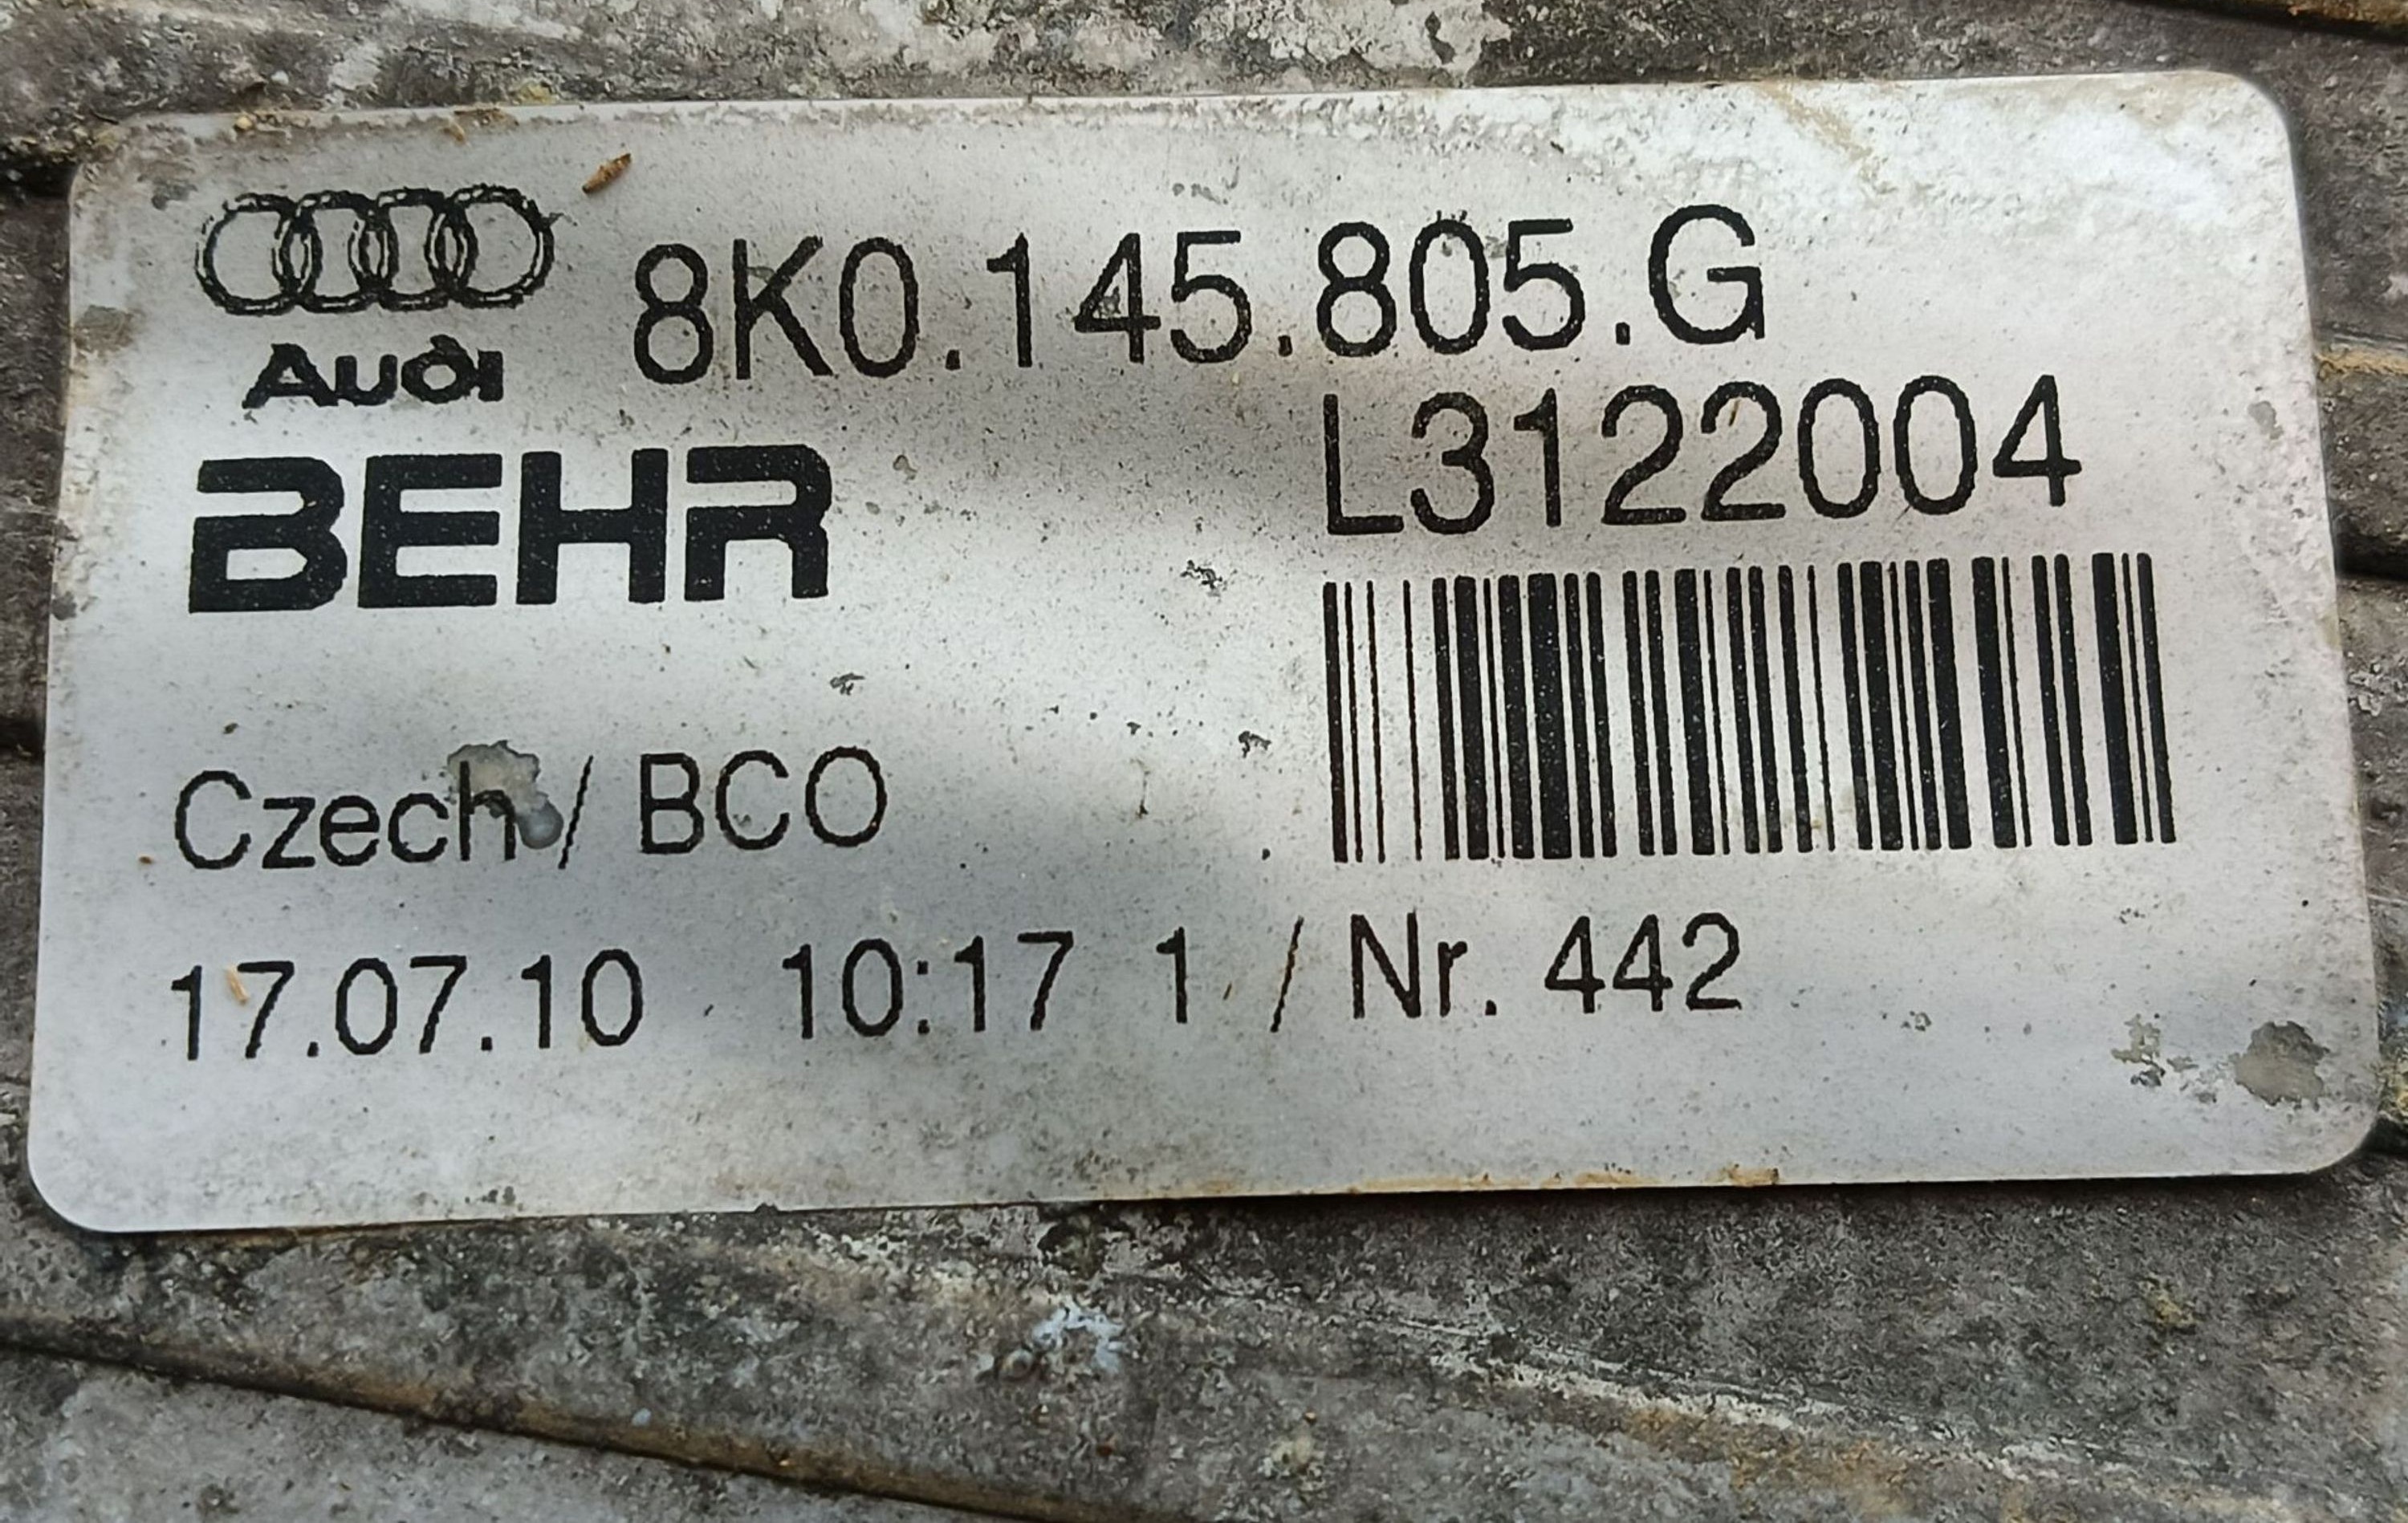 8K0.145.805.G
Audi
L3122004
BEHR
Czech / BCO
17.07.10 10:17 1 / Nr. 442